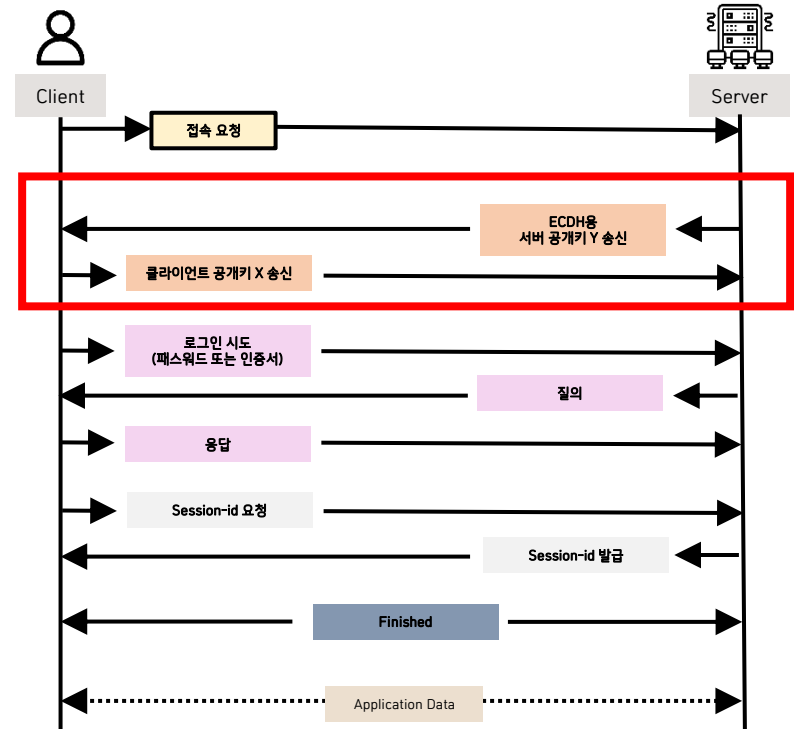 Client
Server
접속 요청
ECDH용
서버 공개키 Y 송신
클라이언트 공개키 X 송신
로그인 시도
(패스워드 또는 인증서)
질의
응답
Session-id 요청
Session-id 발급
Finished
Application Data